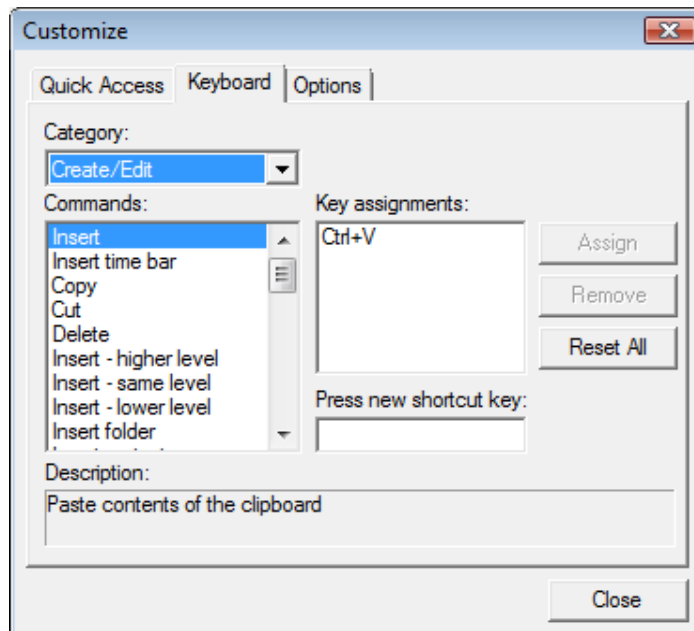 Customize
Quick Access Keyboard Options
Category:
Create/Edit
Commands:
Insert
Insert time bar
Copy
Cut
Delete
Insert - higher level
Insert - same level
Insert - lower level
Insert folder
Key assignments:
Ctrl+V
Assign
Remove
Reset All
Press new shortcut key:
Description:
Paste contents of the clipboard
Close